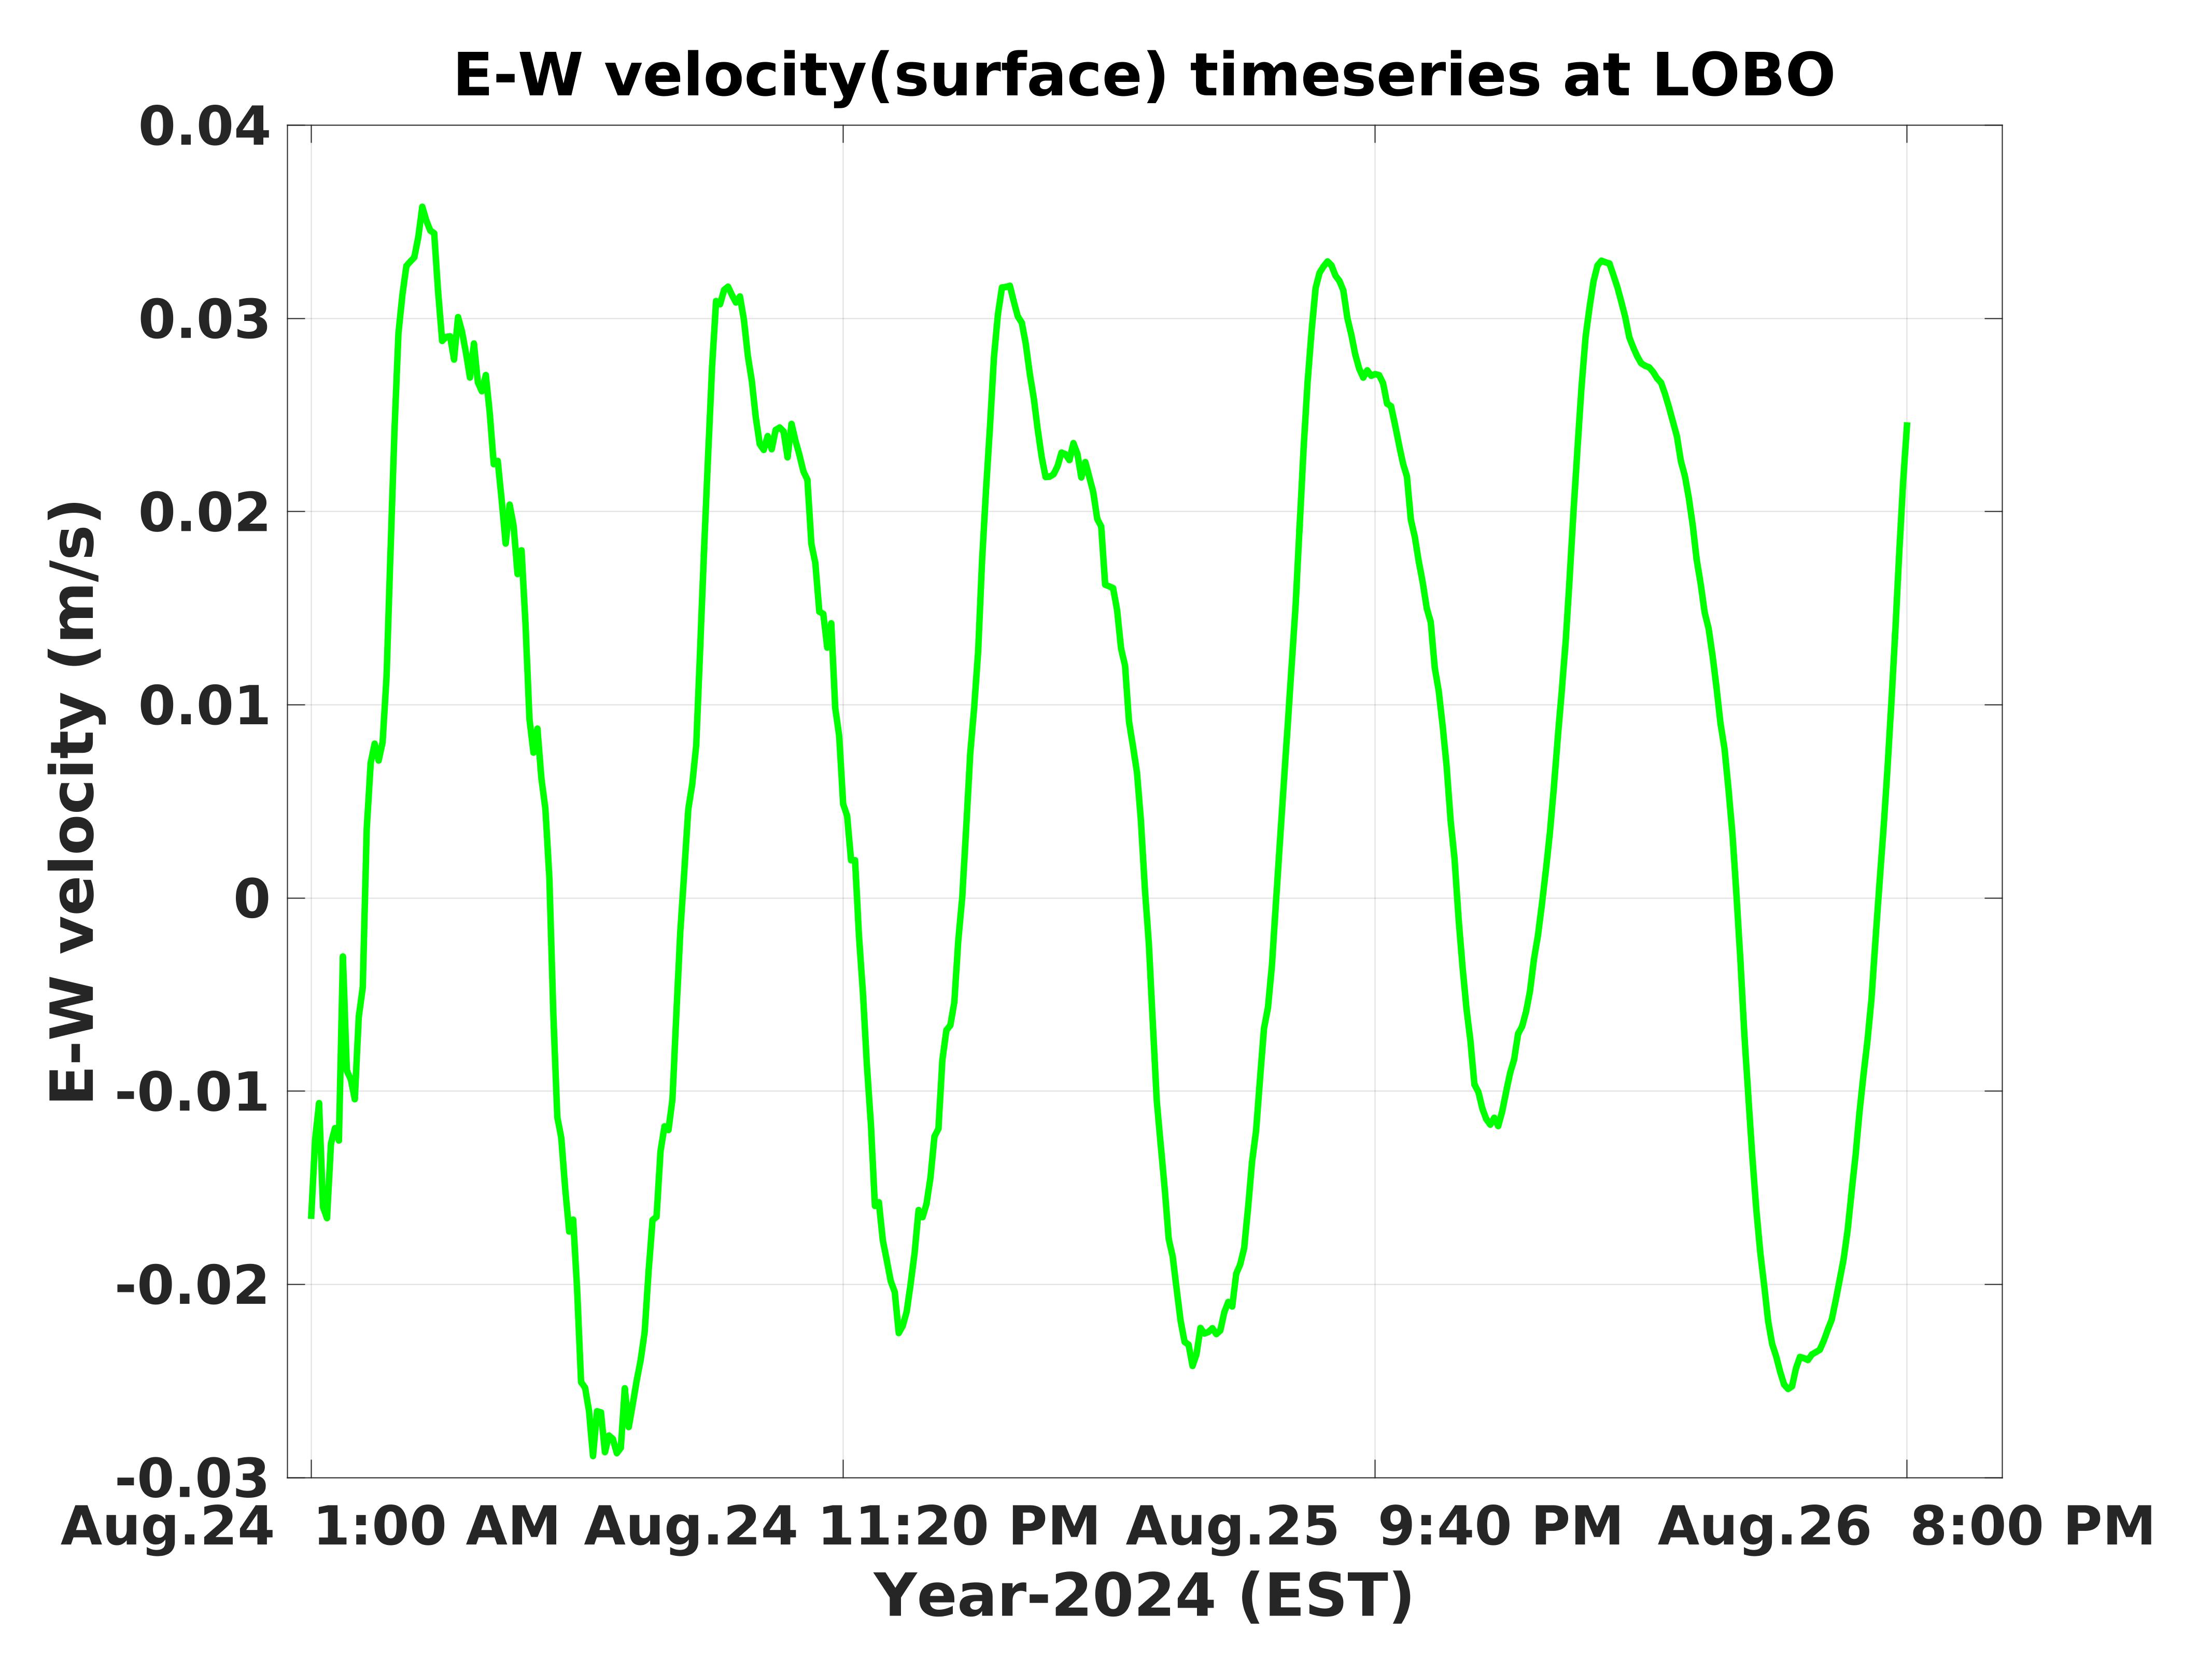 E-W velocity(surface) timeseries at LOBO
E-W velocity (m/s)
0.04
0.03
0.02
0.01
0
-0.01
-0.02
-0.03
Aug.24 1:00 AM Aug.24 11:20 PM Aug.25 9:40 PM Aug.26 8:00 PM
Year-2024 (EST)